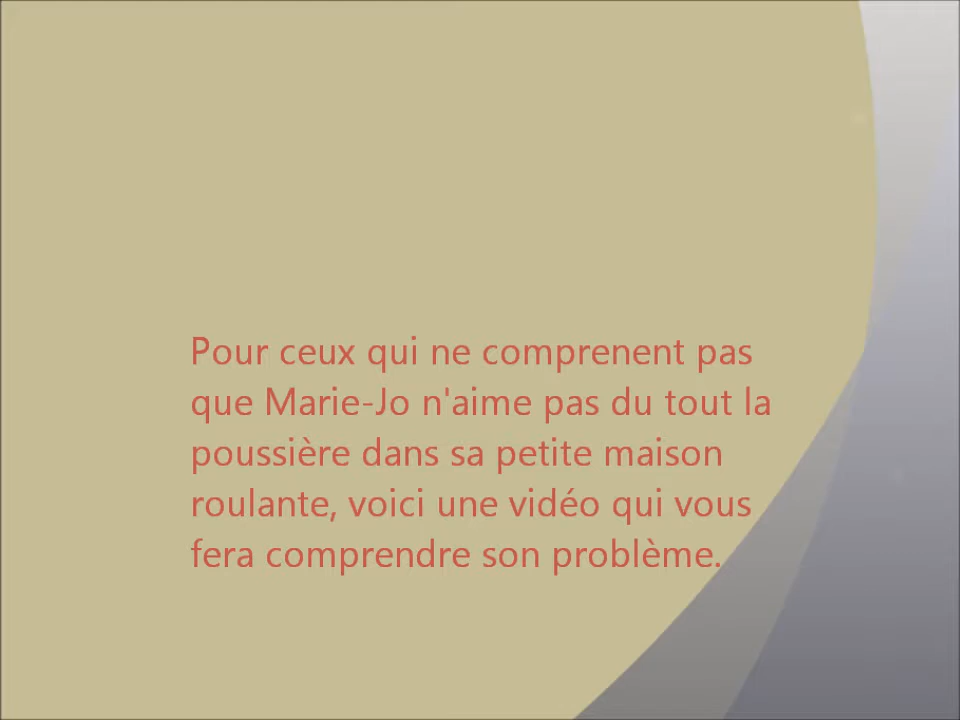 Pour ceux qui ne comprenent pas
que Marie-Jo n'aime pas du tout la
poussière dans sa petite maison
roulante, voici une vidéo qui vous
fera comprendre son problème.